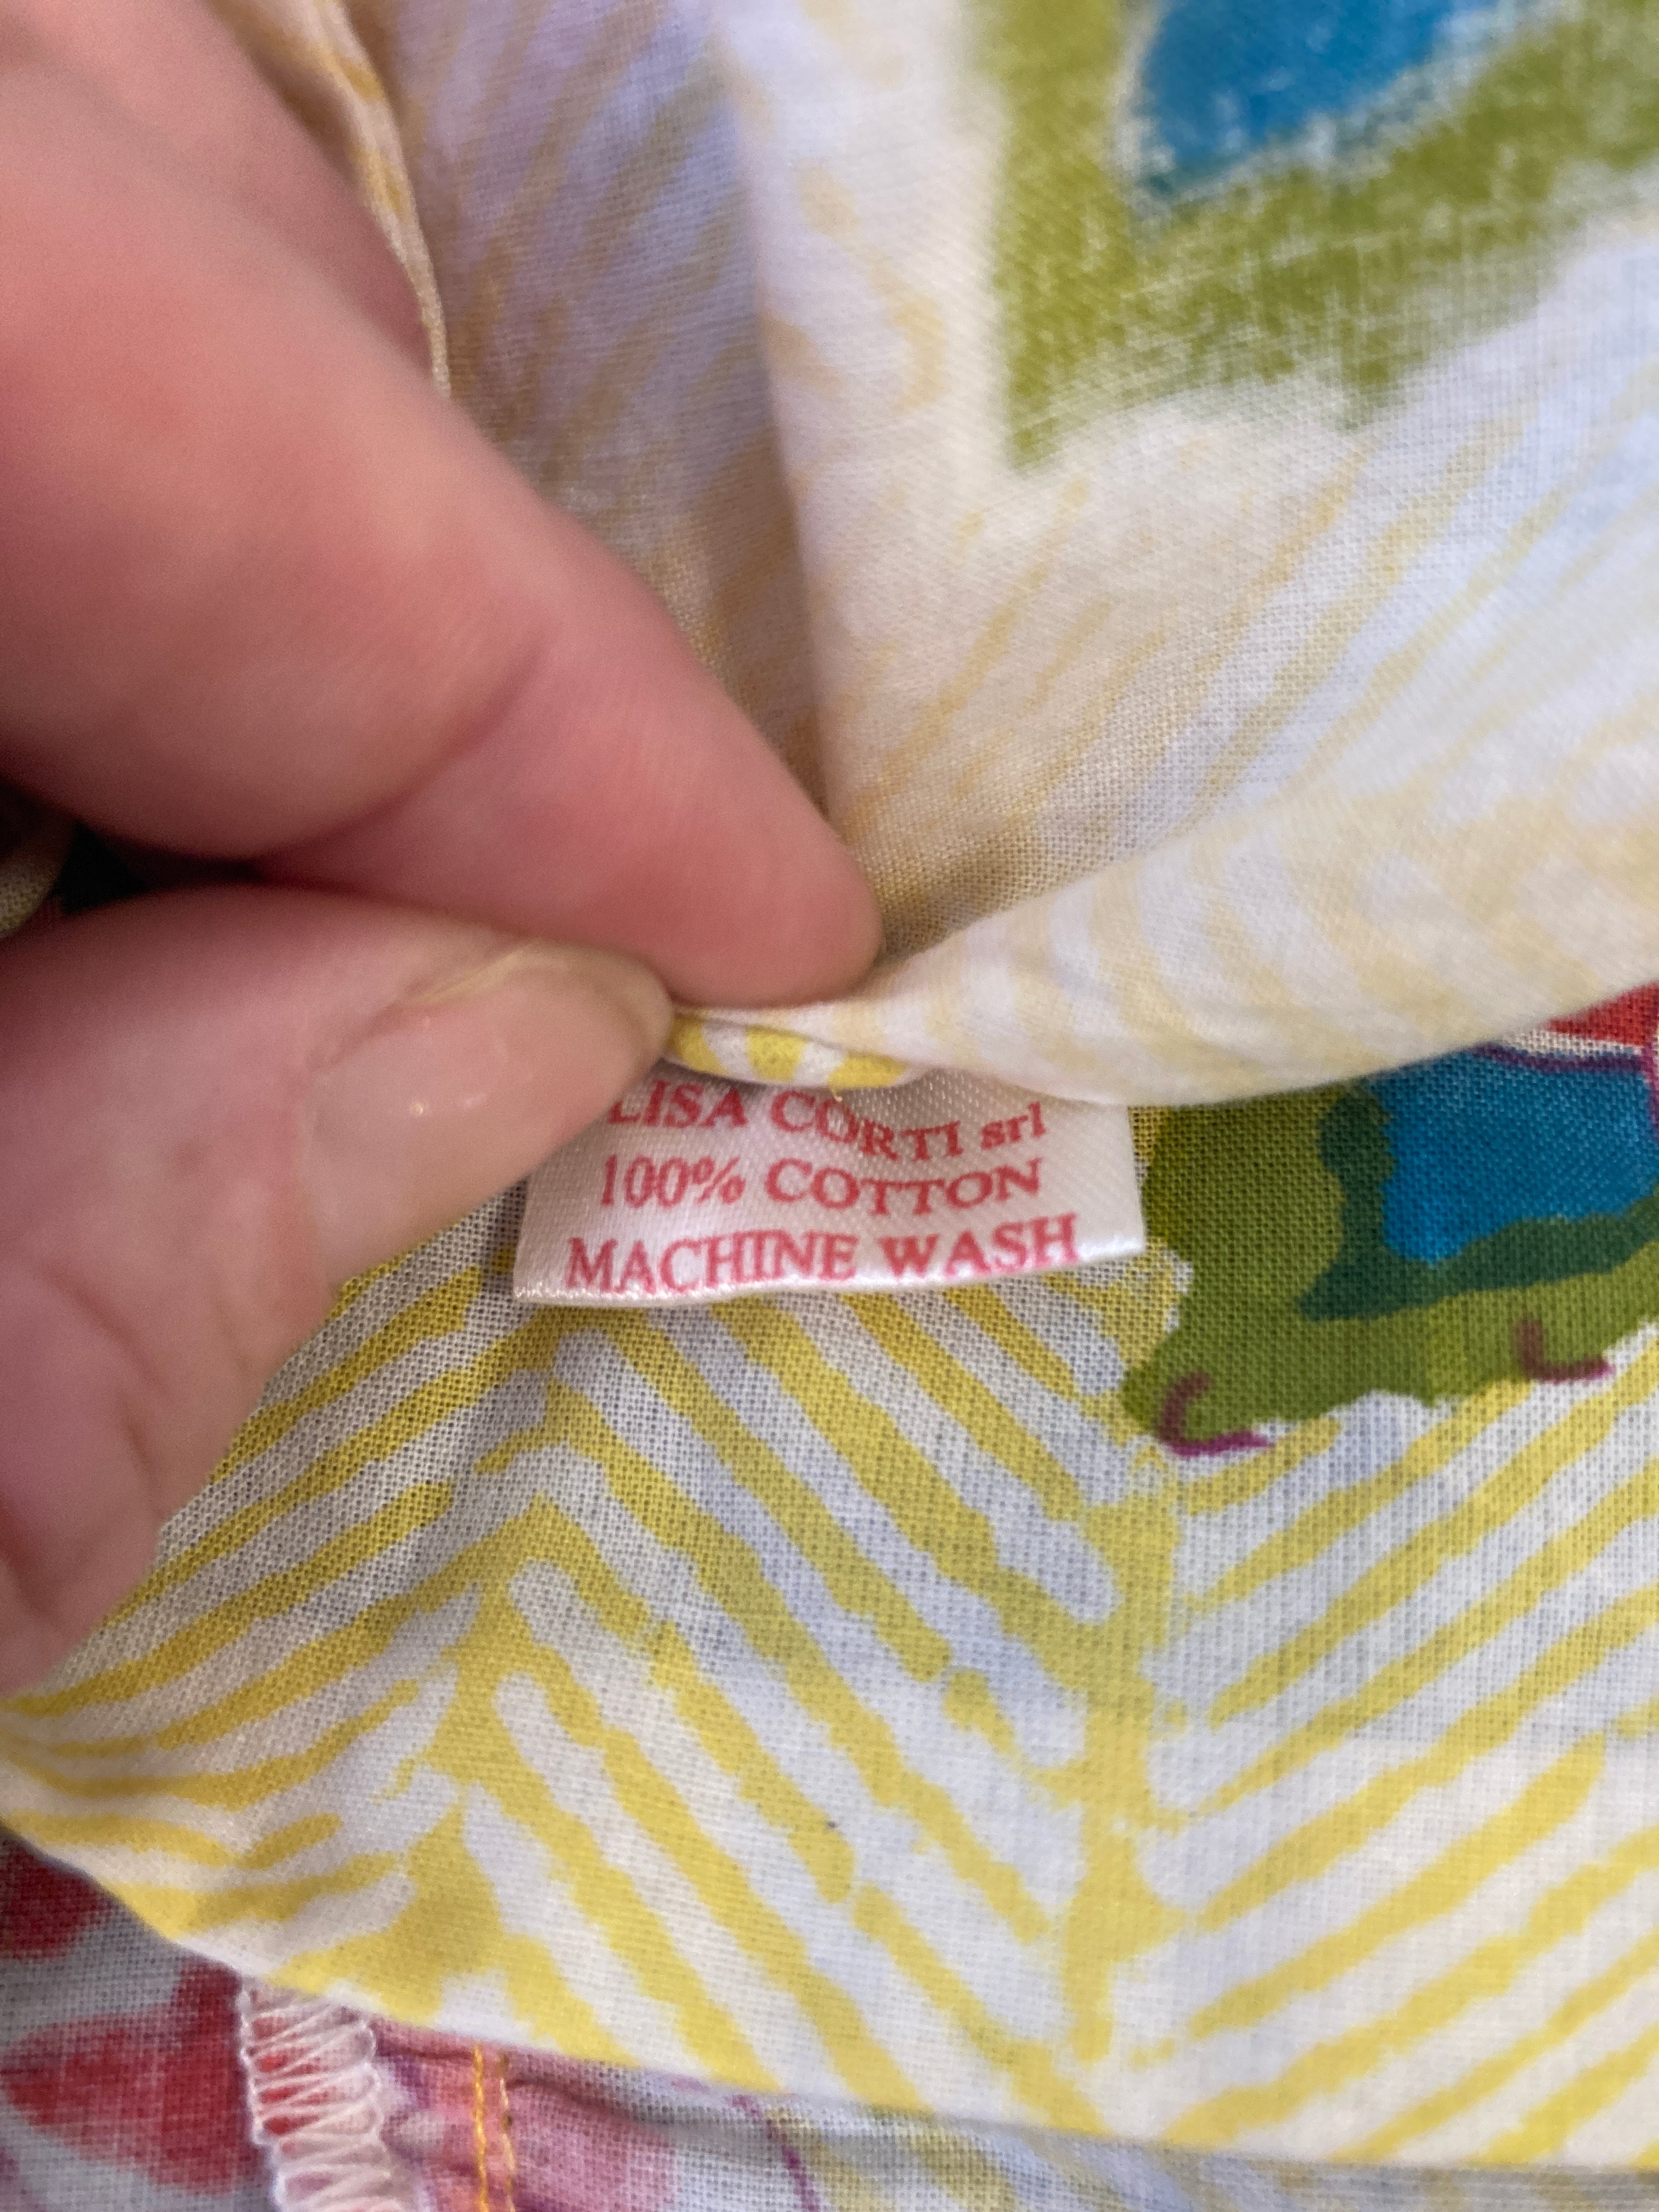 LISA CORTI srl
100% COTTON
MACHINE WASH